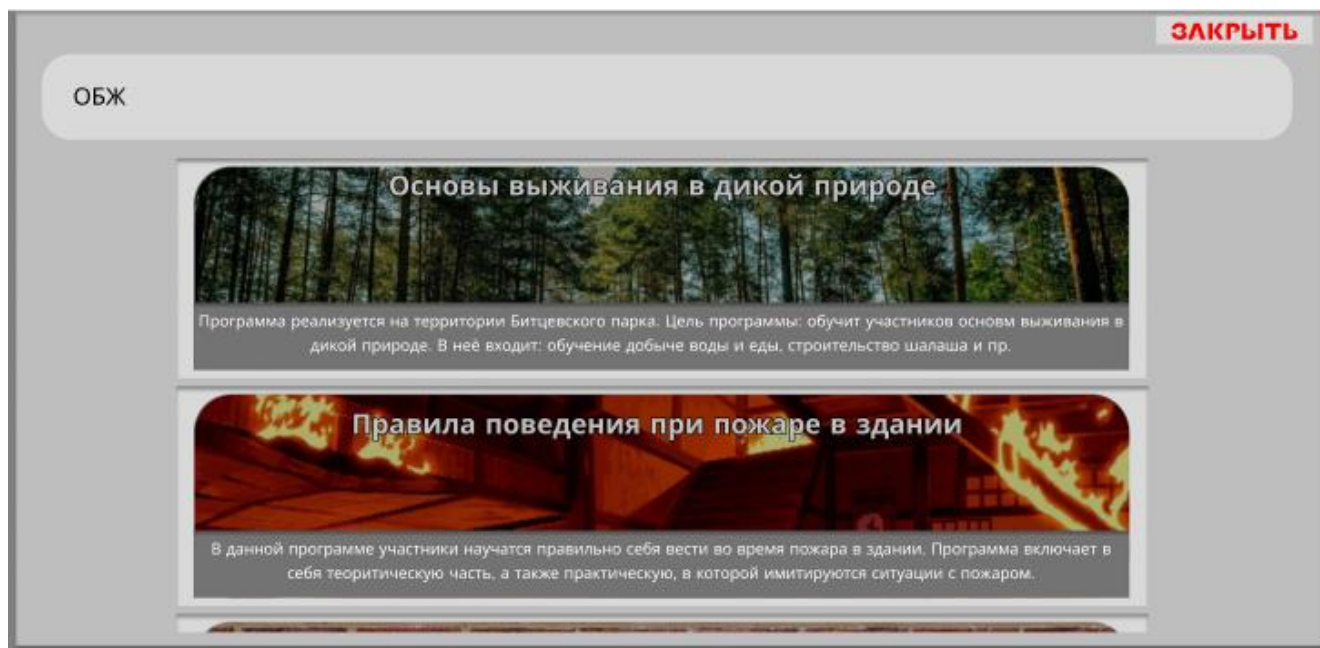 ЗАКРЫТЬ
ОБЖ
Основы выживания в дикой природе
Программа реализуется на территории Битцевского парка. Цель программы: обучит участников основм выживания в
дикой природе. В неё входит: обучение добыче воды и еды, строительство шалаша и пр.
Правила поведения при пожаре в здании
В данной программе участники научатся правильно себя вести во время пожара в здании. Программа включает в
себя теоритическую часть, а также практическую, в которой имитируются ситуации с пожаром.